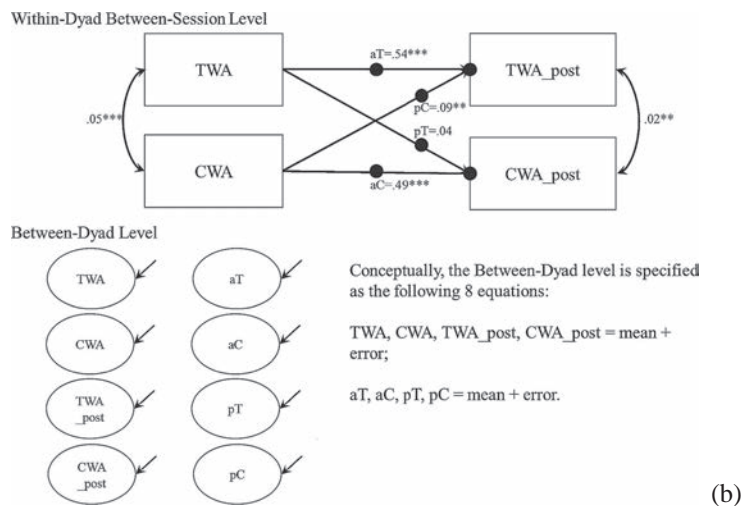 Within-Dyad Between-Session Level
TWA
aT=.54***
TWA_post
pC=.09**
.05***
.02**
pT=.04
CWA
aC=.49***
CWA_post
Between-Dyad Level
TWA
aT
CWA
aC
TWA
_post
pT
CWA
_post
pC
Conceptually, the Between-Dyad level is specified
as the following 8 equations:
TWA, CWA, TWA_post, CWA_post = mean +
error;
aT, aC, pT, pC = mean + error.
(b)